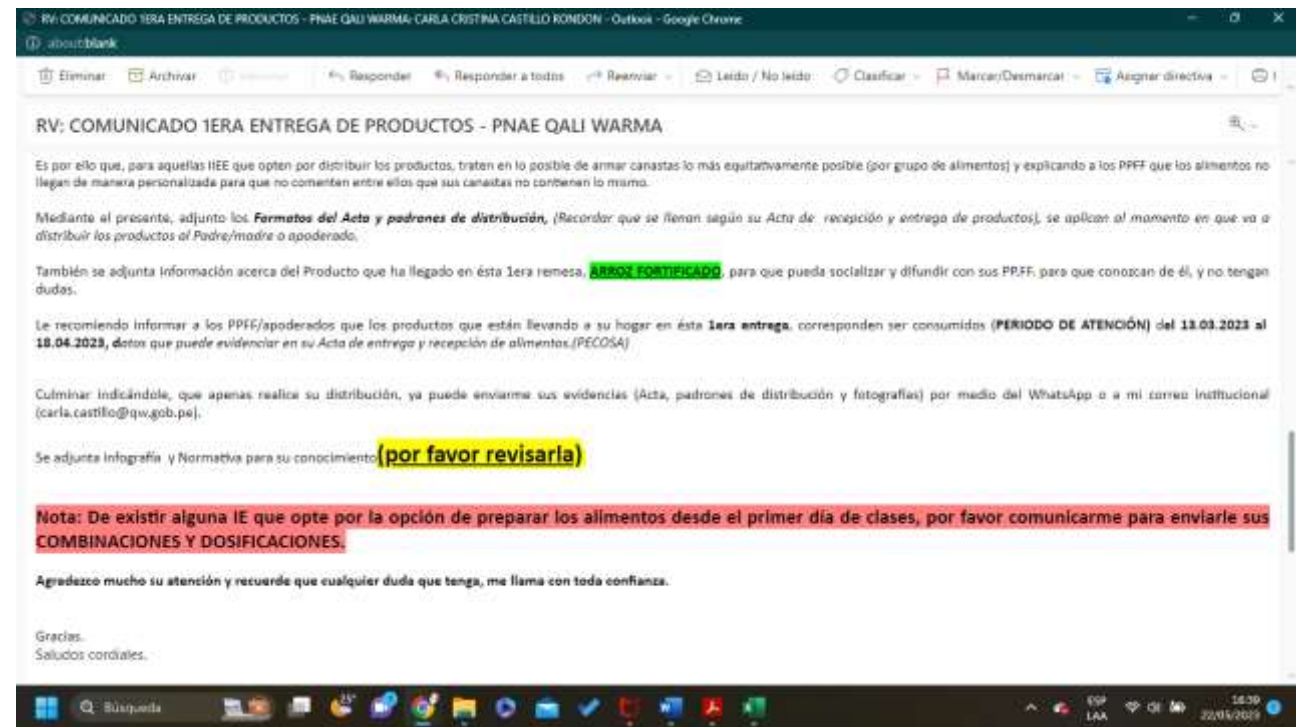 RV: COMUNICADO 1ERA ENTREGA DE PRODUCTOS - PNAE QALI WARMA- CARLA CRISTINA CASTILLO RONDON - Outlook - Google Chrome
about:blank
Eliminar Archivar Responder Responder a todos Reenviar Leído / No leído Clasificar Marcar/Desmarcar Asignar directiva
RV: COMUNICADO 1ERA ENTREGA DE PRODUCTOS - PNAE QALI WARMA
Es por ello que, para aquellas IIEE que opten por distribuir los productos, traten en lo posible de armar canastas lo más equitativamente posible (por grupo de alimentos) y explicando a los PPFF que los alimentos no
llegan de manera personalizada para que no comenten entre ellos que sus canastas no contienen lo mismo.
Mediante el presente, adjunto los Formatos del Acta y padrones de distribución, (Recordar que se llenan según su Acta de recepción y entrega de productos), se aplican al momento en que va a
distribuir los productos al Padre/madre o apoderado.
También se adjunta información acerca del Producto que ha llegado en ésta 1era remesa, ARROZ FORTIFICADO, para que pueda socializar y difundir con sus PP.FF. para que conozcan de él, y no tengan
dudas.
Le recomiendo informar a los PPFF/apoderados que los productos que están llevando a su hogar en ésta 1era entrega, corresponden ser consumidos (PERIODO DE ATENCIÓN) del 13.03.2023 al
18.04.2023, datos que puede evidenciar en su Acta de entrega y recepción de alimentos.(PECOSA)
Culminar indicándole, que apenas realice su distribución, ya puede enviarme sus evidencias (Acta, padrones de distribución y fotografías) por medio del WhatsApp o a mi correo institucional
(carla.castillo@qw.gob.pe).
Se adjunta infografía y Normativa para su conocimiento(por favor revisarla)
Nota: De existir alguna IE que opte por la opción de preparar los alimentos desde el primer día de clases, por favor comunicarme para enviarle sus
COMBINACIONES Y DOSIFICACIONES.
Agradezco mucho su atención y recuerde que cualquier duda que tenga, me llama con toda confianza.
Gracias.
Saludos cordiales.
Búsqueda
25°
ESP
LAA
16:39
22/05/2023